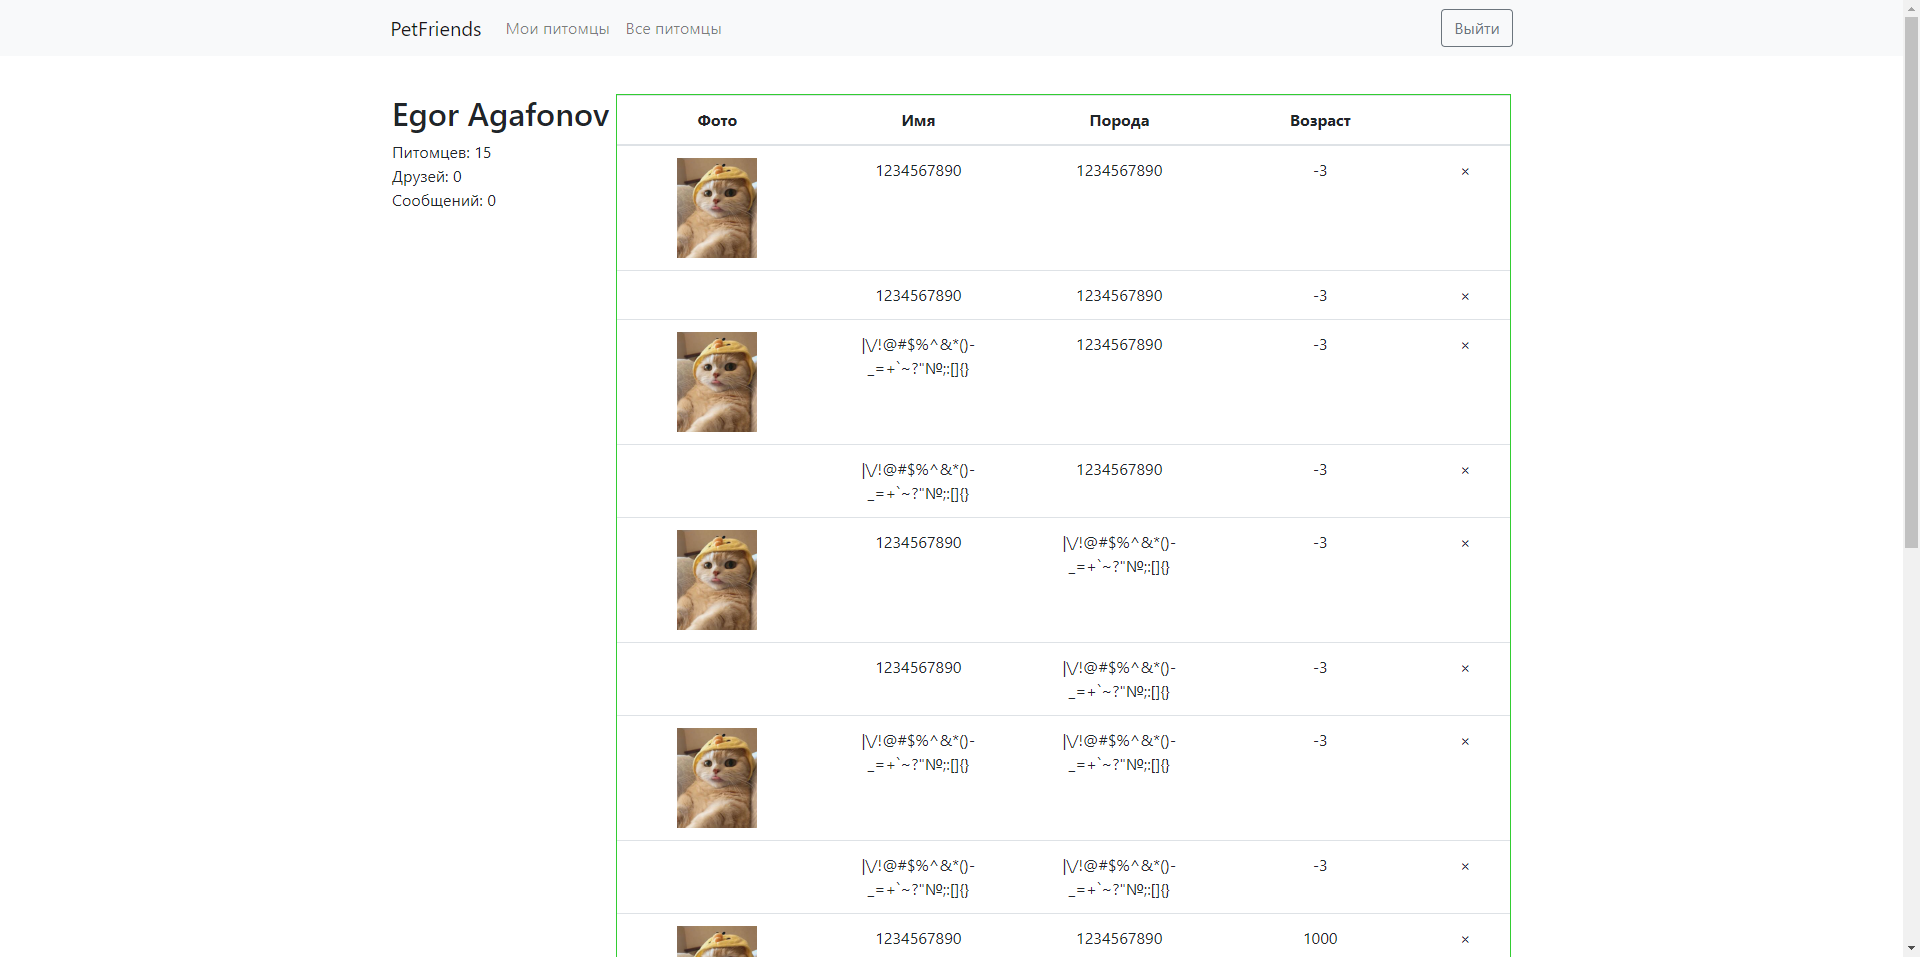 PetFriends Мои питомцы Все питомцы Выйти
Egor Agafonov
Питомцев: 15
Друзей: 0
Сообщений: 0
Фото Имя Порода Возраст
1234567890 1234567890 -3 ×
1234567890 1234567890 -3 ×
|\/!@#$%^&*()- 1234567890 -3 ×
_=+`~?"№;:[]{}
|\/!@#$%^&*()- 1234567890 -3 ×
_=+`~?"№;:[]{}
1234567890 |\/!@#$%^&*()- -3 ×
_=+`~?"№;:[]{}
1234567890 |\/!@#$%^&*()- -3 ×
_=+`~?"№;:[]{}
|\/!@#$%^&*()- |\/!@#$%^&*()- -3 ×
_=+`~?"№;:[]{} _=+`~?"№;:[]{}
|\/!@#$%^&*()- |\/!@#$%^&*()- -3 ×
_=+`~?"№;:[]{} _=+`~?"№;:[]{}
1234567890 1234567890 1000 ×